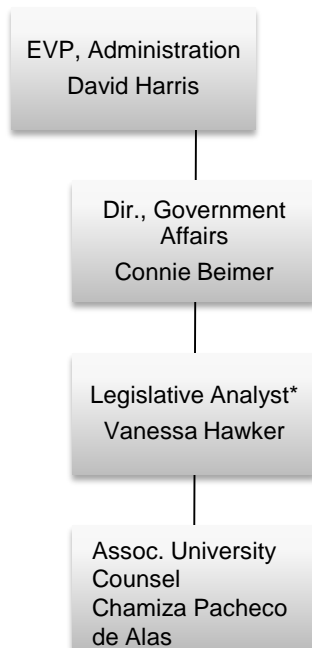 EVP, Administration
David Harris
Dir., Government
Affairs
Connie Beimer
Legislative Analyst*
Vanessa Hawker
Assoc. University
Counsel
Chamiza Pacheco
de Alas